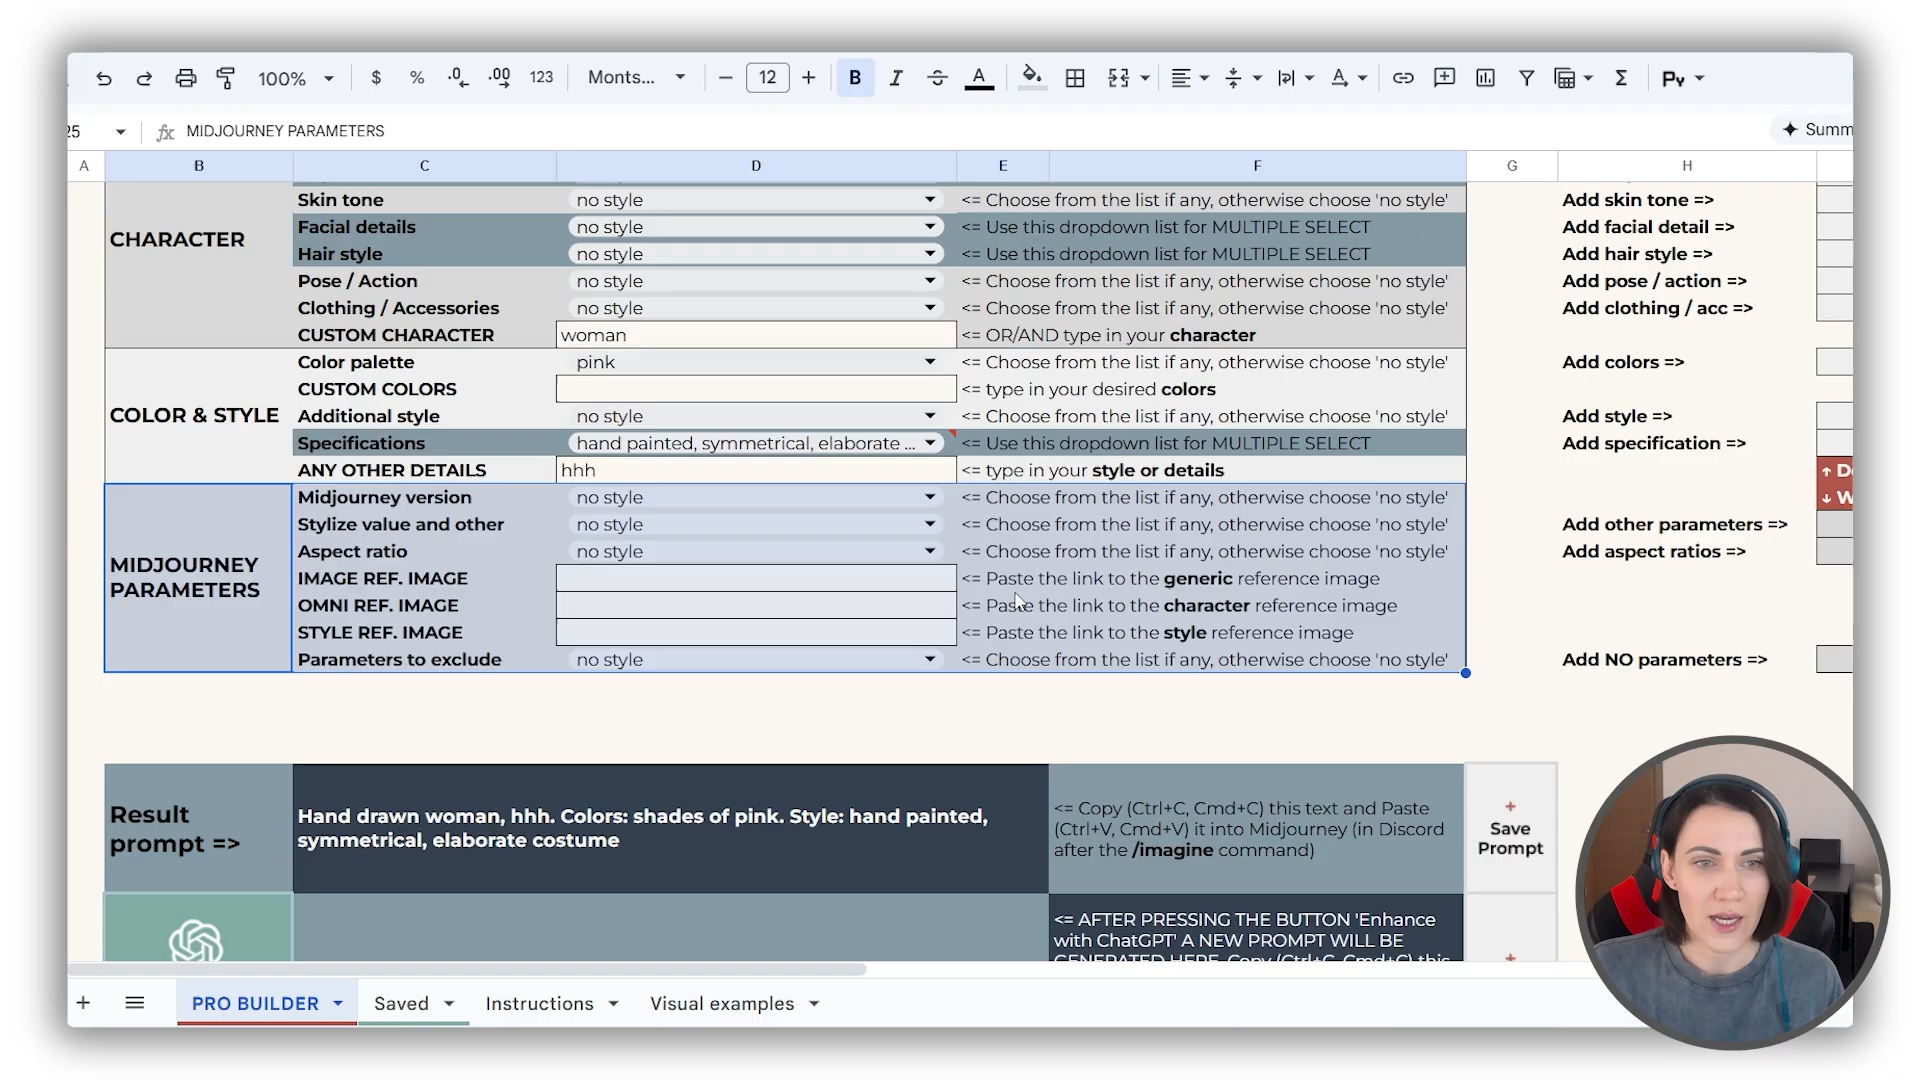 100%
$ % .0 .00 123 Monts... 12 B I A Py
25 fx MIDJOURNEY PARAMETERS
Summ
A B C D E F G H
CHARACTER
Skin tone no style <= Choose from the list if any, otherwise choose 'no style' Add skin tone =>
Facial details no style <= Use this dropdown list for MULTIPLE SELECT Add facial detail =>
Hair style no style <= Use this dropdown list for MULTIPLE SELECT Add hair style =>
Pose / Action no style <= Choose from the list if any, otherwise choose 'no style' Add pose / action =>
Clothing / Accessories no style <= Choose from the list if any, otherwise choose 'no style' Add clothing / acc =>
CUSTOM CHARACTER woman <= OR/AND type in your character
COLOR & STYLE
Color palette pink <= Choose from the list if any, otherwise choose 'no style' Add colors =>
CUSTOM COLORS <= type in your desired colors
Additional style no style <= Choose from the list if any, otherwise choose 'no style' Add style =>
Specifications hand painted, symmetrical, elaborate ... <= Use this dropdown list for MULTIPLE SELECT Add specification =>
ANY OTHER DETAILS hhh <= type in your style or details
MIDJOURNEY
PARAMETERS
Midjourney version no style <= Choose from the list if any, otherwise choose 'no style'
Stylize value and other no style <= Choose from the list if any, otherwise choose 'no style' Add other parameters =>
Aspect ratio no style <= Choose from the list if any, otherwise choose 'no style' Add aspect ratios =>
IMAGE REF. IMAGE <= Paste the link to the generic reference image
OMNI REF. IMAGE <= Paste the link to the character reference image
STYLE REF. IMAGE <= Paste the link to the style reference image
Parameters to exclude no style <= Choose from the list if any, otherwise choose 'no style' Add NO parameters =>
Result
prompt =>
Hand drawn woman, hhh. Colors: shades of pink. Style: hand painted,
symmetrical, elaborate costume
<= Copy (Ctrl+C, Cmd+C) this text and Paste
(Ctrl+V, Cmd+V) it into Midjourney (in Discord
after the /imagine command)
+
Save
Prompt
<= AFTER PRESSING THE BUTTON 'Enhance
with ChatGPT' A NEW PROMPT WILL BE
GENERATED HERE. Copy (Ctrl+C, Cmd+C) this
+
+ PRO BUILDER Saved Instructions Visual examples